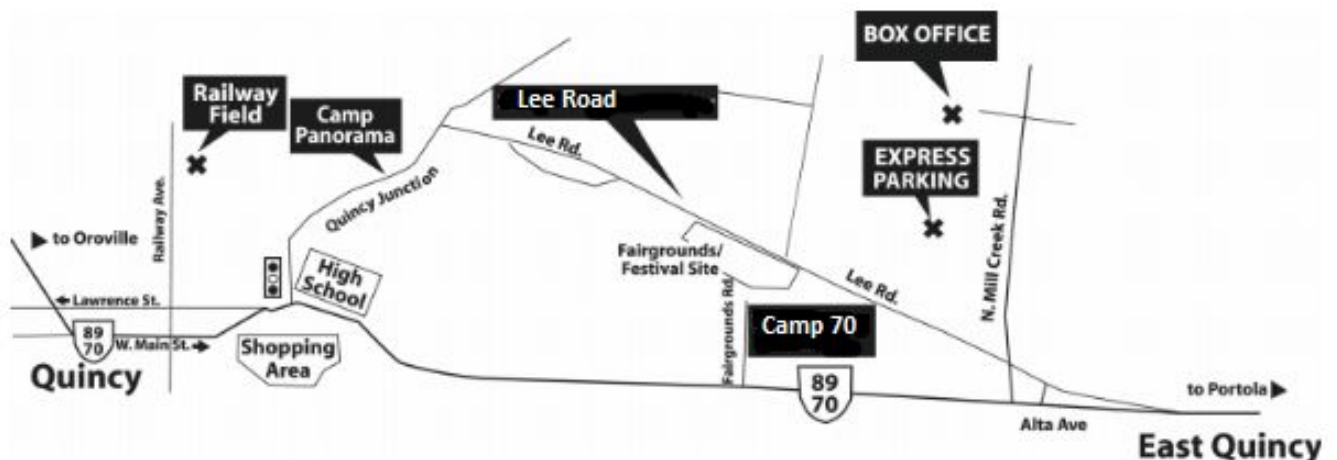 BOX OFFICE
Railway
Field
Camp
Panorama
Lee Road
Lee Rd.
EXPRESS
PARKING
Railway Ave.
Quincy Junction
to Oroville
Fairgrounds/
Festival Site
High
School
Lee Rd.
N. Mill Creek Rd.
Lawrence St.
Fairgrounds Rd.
Camp 70
89
70
W. Main St.
Shopping
Area
Quincy
89
70
to Portola
Alta Ave
East Quincy